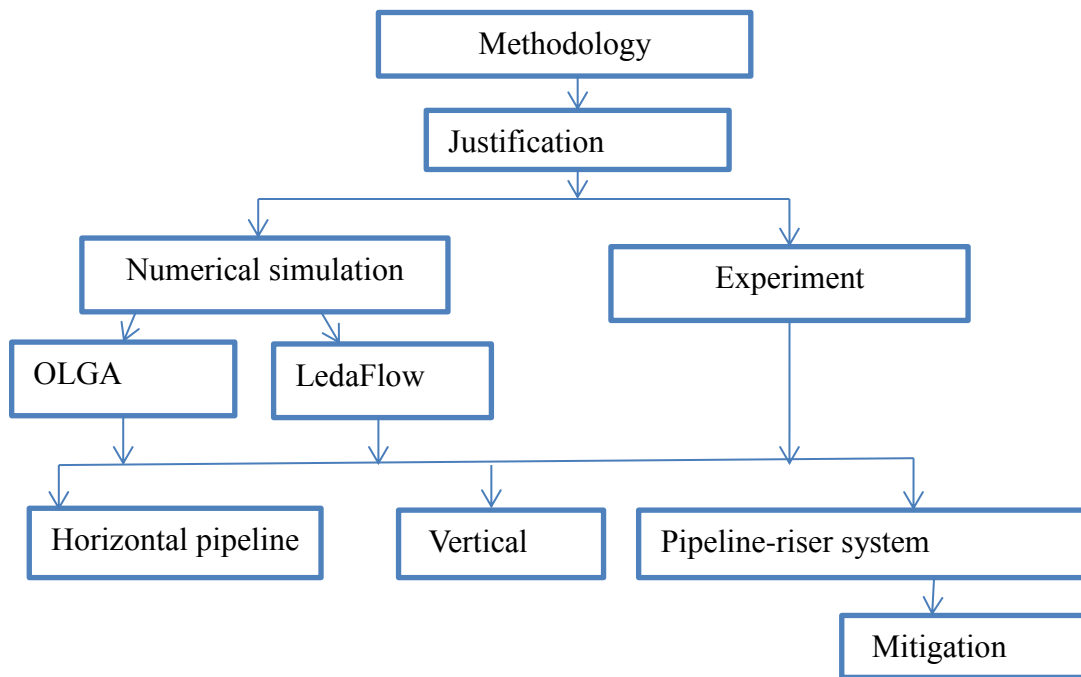 Methodology
Justification
Numerical simulation
Experiment
OLGA
LedaFlow
Horizontal pipeline
Vertical
Pipeline-riser system
Mitigation